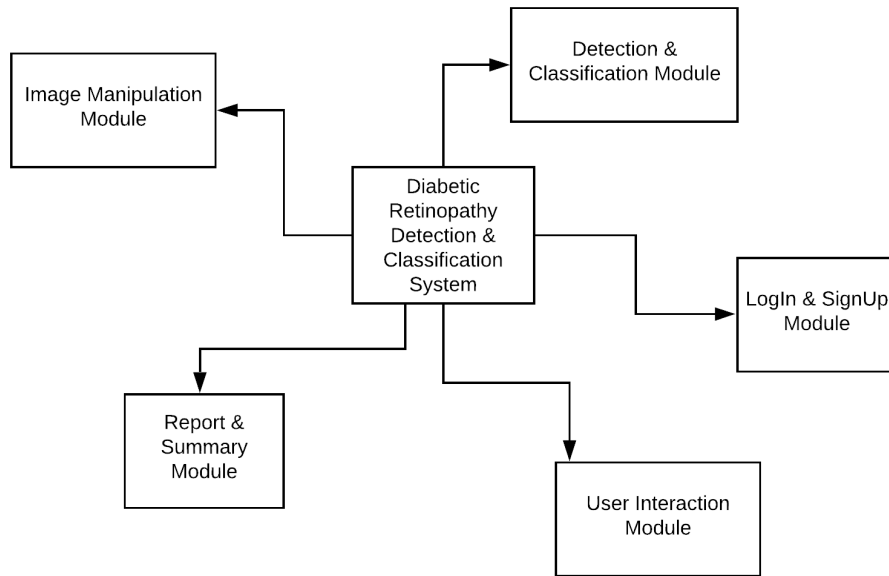 Detection &
Classification Module
Image Manipulation
Module
Diabetic
Retinopathy
Detection &
Classification
System
LogIn & SignUp
Module
Report &
Summary
Module
User Interaction
Module